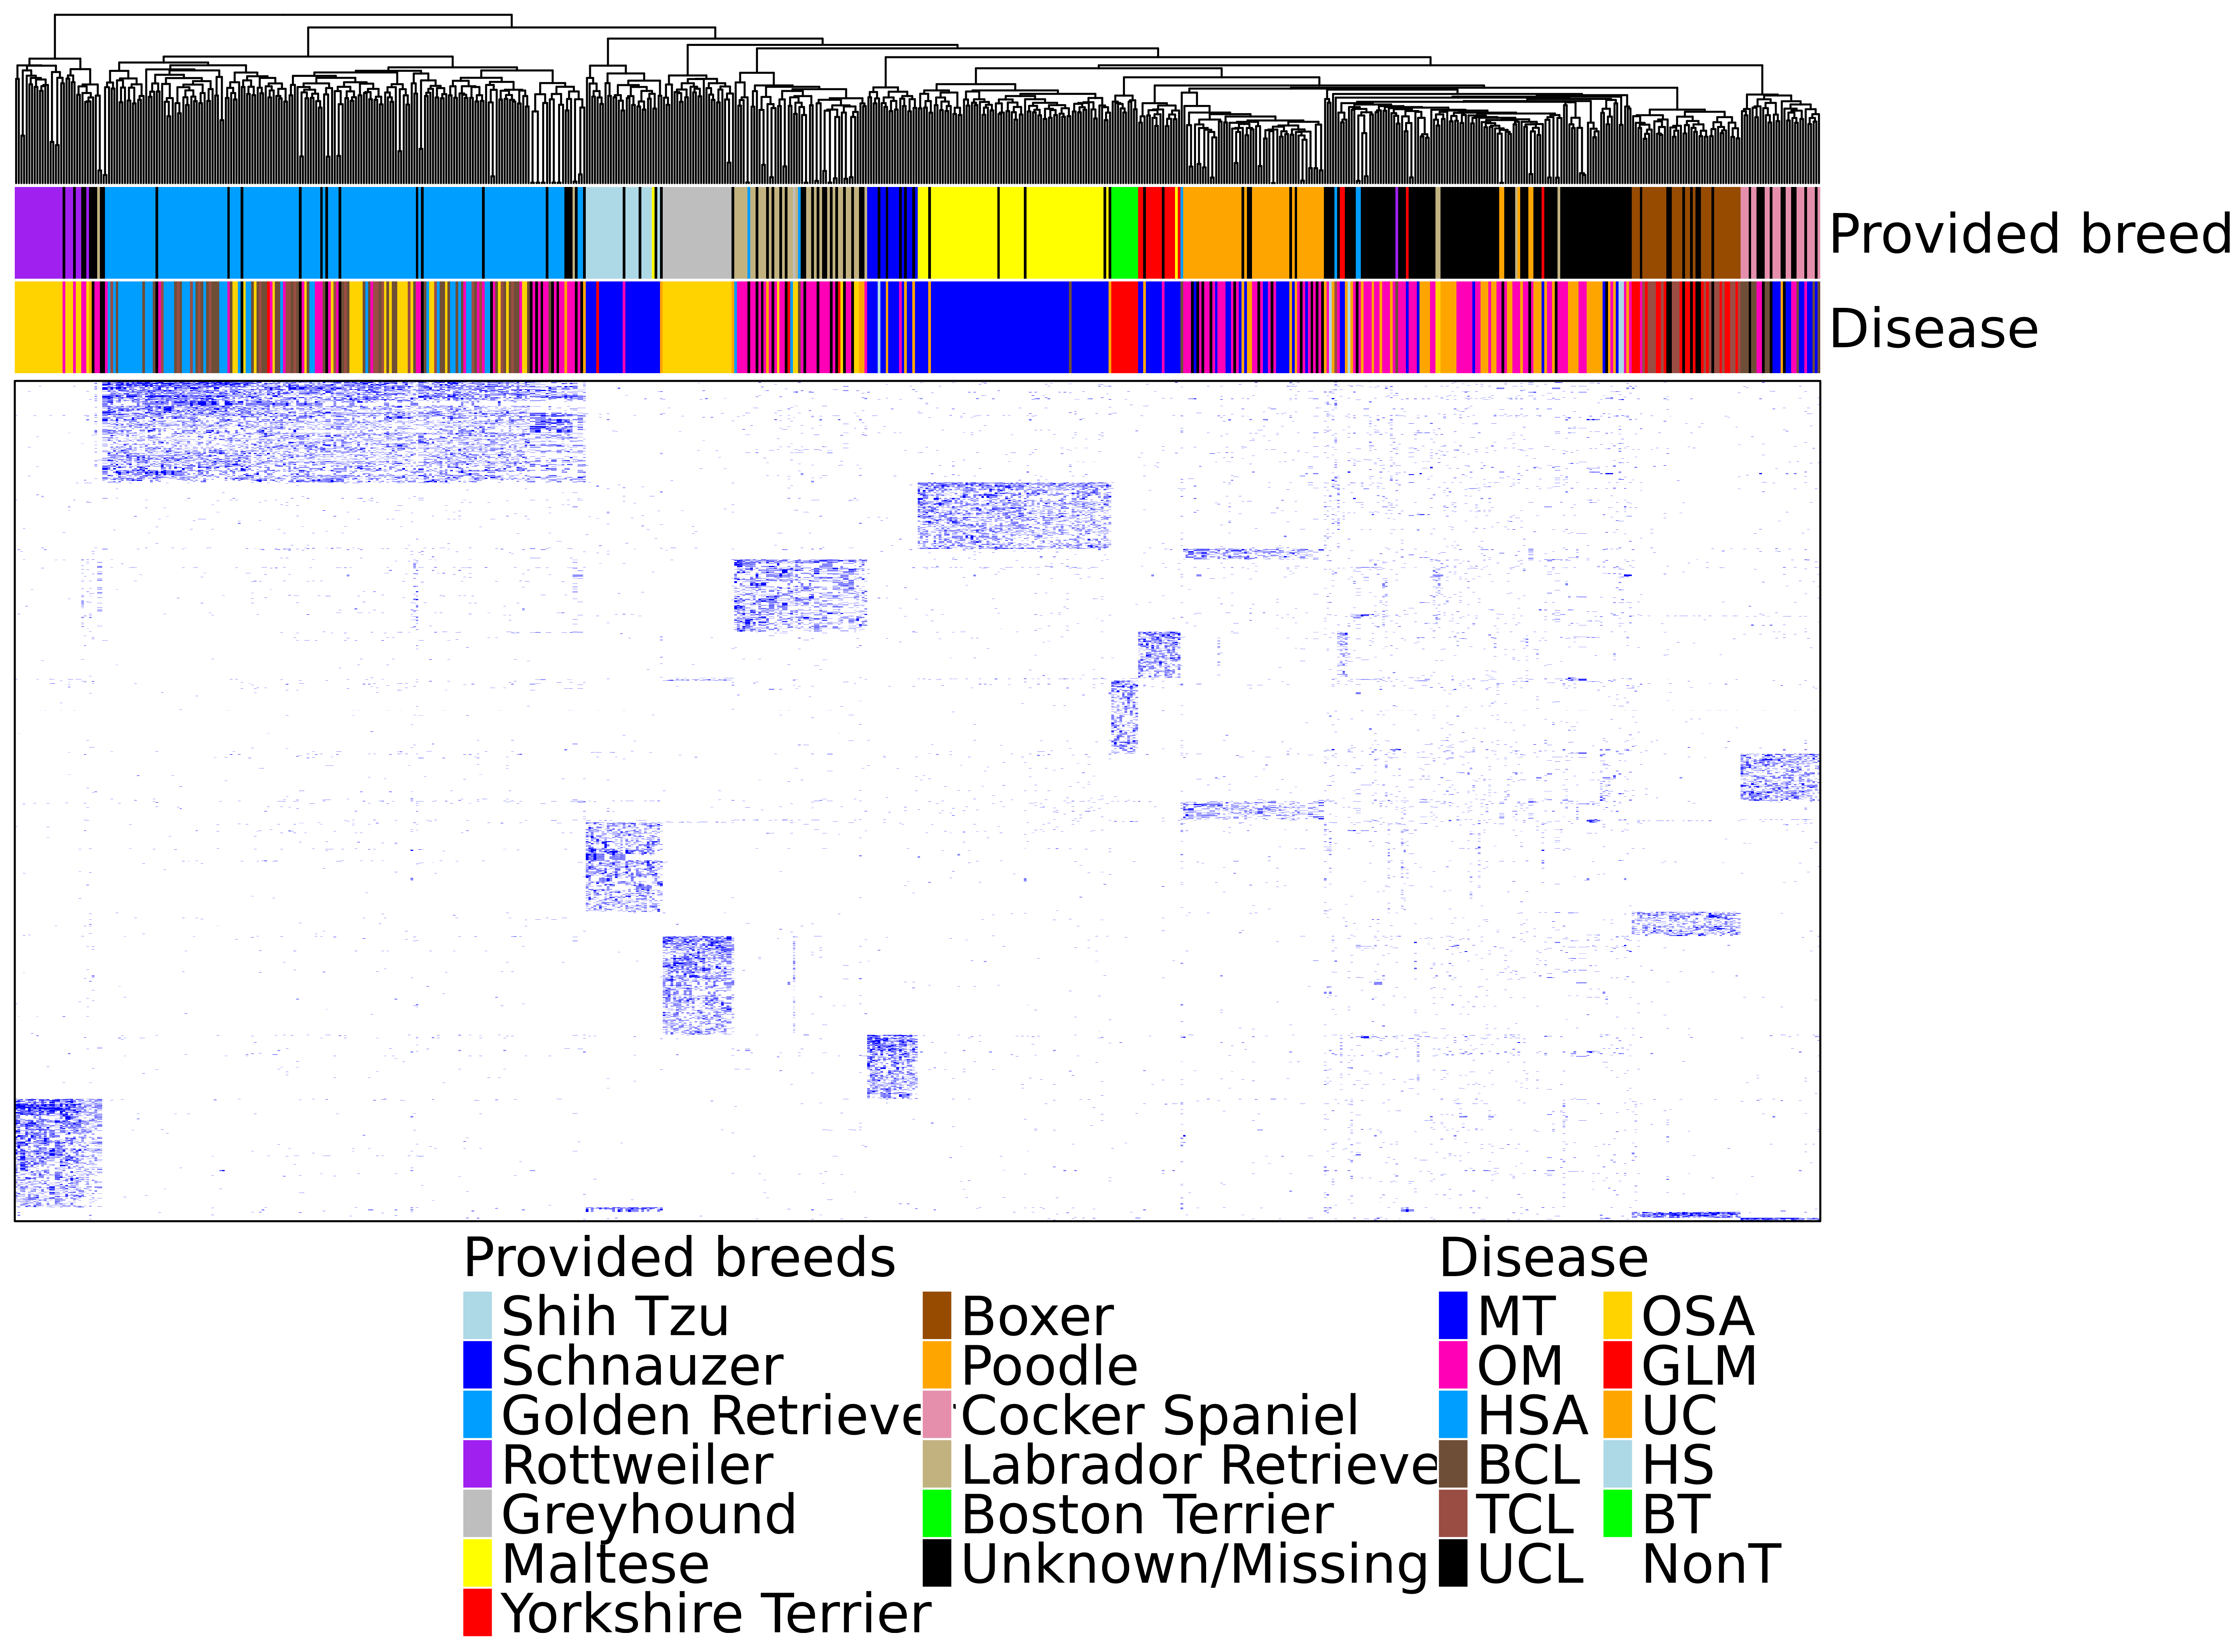 Provided breed
Disease
Provided breeds
Shih Tzu
Schnauzer
Golden Retriever
Rottweiler
Greyhound
Maltese
Yorkshire Terrier
Boxer
Poodle
Cocker Spaniel
Labrador Retrieve
Boston Terrier
Unknown/Missing
Disease
MT
OM
HSA
BCL
TCL
UCL
OSA
GLM
UC
HS
BT
NonT